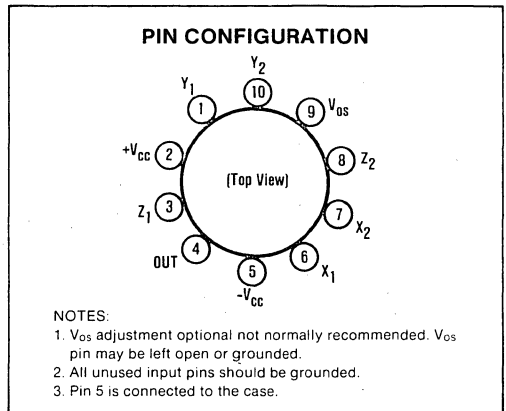 PIN CONFIGURATION
Y2
Y1
10
1
9
Vos
+Vcc
2
(Top View)
8
Z2
Z1
3
7
X2
OUT
4
5
6
X1
-Vcc
NOTES:
1. Vos adjustment optional not normally recommended. Vos
pin may be left open or grounded.
2. All unused input pins should be grounded.
3. Pin 5 is connected to the case.